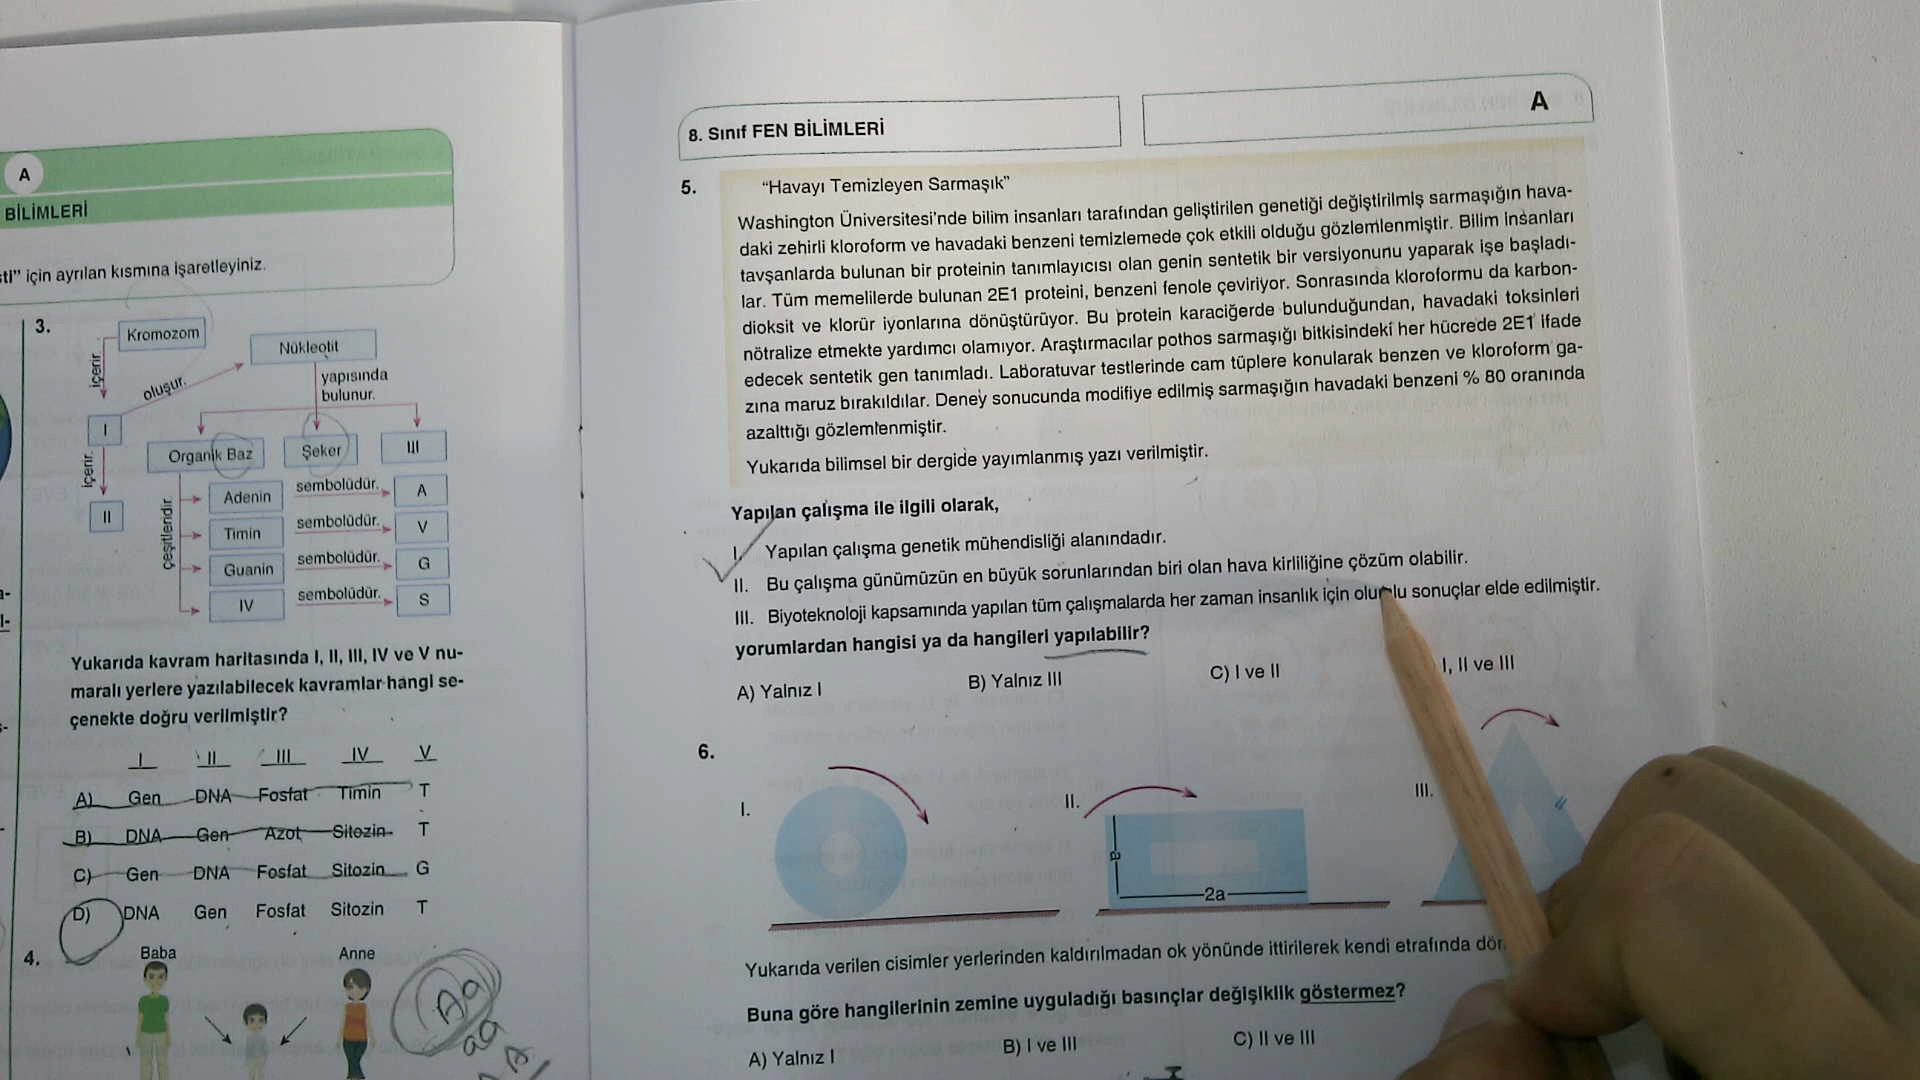 A
BİLİMLERİ
sti" için ayrılan kısmına işaretleyiniz.
3.
Kromozom
Nükleotit
içerir.
oluşur.
yapısında
bulunur.
I
Organik Baz
Şeker
III
içerir.
II
çeşitleridir.
Adenin
sembolüdür.
A
Timin
sembolüdür.
V
Guanin
sembolüdür.
G
IV
sembolüdür.
S
Yukarıda kavram haritasında I, II, III, IV ve V nu-
maralı yerlere yazılabilecek kavramlar hangi se-
çenekte doğru verilmiştir?
I II III IV V
A) Gen DNA Fosfat Timin T
B) DNA Gen Azot Sitozin T
C) Gen DNA Fosfat Sitozin G
D) DNA Gen Fosfat Sitozin T
4.
Baba
Anne
Aa
aa
8. Sınıf FEN BİLİMLERİ
A
5.
“Havayı Temizleyen Sarmaşık”
Washington Üniversitesi'nde bilim insanları tarafından geliştirilen genetiği değiştirilmiş sarmaşığın hava-
daki zehirli kloroform ve havadaki benzeni temizlemede çok etkili olduğu gözlemlenmiştir. Bilim insanları
tavşanlarda bulunan bir proteinin tanımlayıcısı olan genin sentetik bir versiyonunu yaparak işe başladı-
lar. Tüm memelilerde bulunan 2E1 proteini, benzeni fenole çeviriyor. Sonrasında kloroformu da karbon-
dioksit ve klorür iyonlarına dönüştürüyor. Bu protein karaciğerde bulunduğundan, havadaki toksinleri
nötralize etmekte yardımcı olamıyor. Araştırmacılar pothos sarmaşığı bitkisindeki her hücrede 2E1 ifade
edecek sentetik gen tanımladı. Laboratuvar testlerinde cam tüplere konularak benzen ve kloroform ga-
zına maruz bırakıldılar. Deney sonucunda modifiye edilmiş sarmaşığın havadaki benzeni % 80 oranında
azalttığı gözlemlenmiştir.
Yukarıda bilimsel bir dergide yayımlanmış yazı verilmiştir.
Yapılan çalışma ile ilgili olarak,
I. Yapılan çalışma genetik mühendisliği alanındadır.
II. Bu çalışma günümüzün en büyük sorunlarından biri olan hava kirliliğine çözüm olabilir.
III. Biyoteknoloji kapsamında yapılan tüm çalışmalarda her zaman insanlık için olumlu sonuçlar elde edilmiştir.
yorumlardan hangisi ya da hangileri yapılabilir?
A) Yalnız I
B) Yalnız III
C) I ve II
I, II ve III
6.
I.
II.
III.
a
2a
Yukarıda verilen cisimler yerlerinden kaldırılmadan ok yönünde ittirilerek kendi etrafında
Buna göre hangilerinin zemine uyguladığı basınçlar değişiklik göstermez?
A) Yalnız I
B) I ve III
C) II ve III